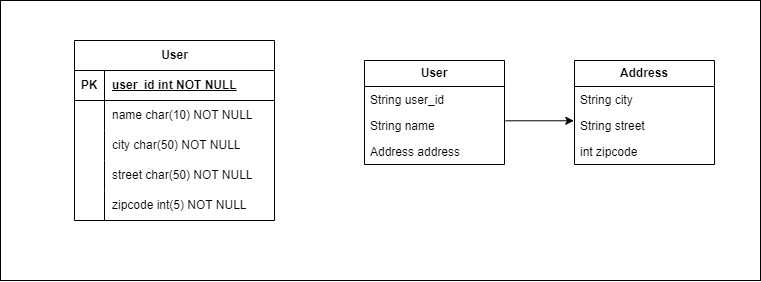 User
PK
user_id int NOT NULL
name char(10) NOT NULL
city char(50) NOT NULL
street char(50) NOT NULL
zipcode int(5) NOT NULL
User
String user_id
String name
Address address
Address
String city
String street
int zipcode